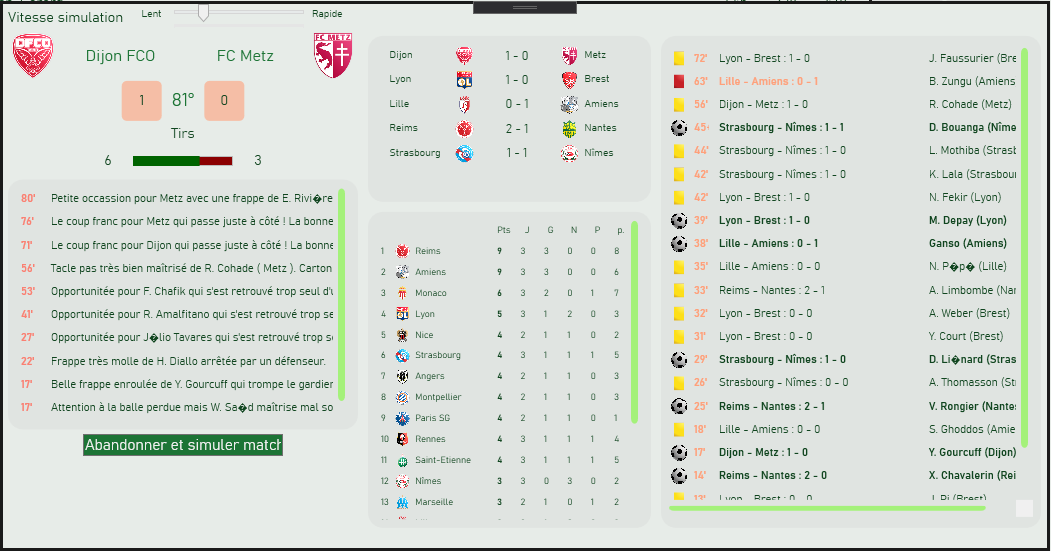 Vitesse simulation
Lent
Rapide
DFCO
FC METZ
Dijon FCO
FC Metz
1
81°
0
Tirs
6
3
80' Petite occassion pour Metz avec une frappe de E. Rivi�re
76' Le coup franc pour Metz qui passe juste à côté ! La bonne
71' Le coup franc pour Dijon qui passe juste à côté ! La bonne
56' Tacle pas très bien maîtrisé de R. Cohade ( Metz ). Carton
53' Opportunitée pour F. Chafik qui s'est retrouvé trop seul d'u
41' Opportunitée pour R. Amalfitano qui s'est retrouvé trop se
27' Opportunitée pour J�lio Tavares qui s'est retrouvé trop se
22' Frappe très molle de H. Diallo arrêtée par un défenseur.
17' Belle frappe enroulée de Y. Gourcuff qui trompe le gardier
17' Attention à la balle perdue mais W. Sa�d maîtrise mal so
Abandonner et simuler match
Dijon 1 - 0 Metz
Lyon 1 - 0 Brest
Lille 0 - 1 Amiens
Reims 2 - 1 Nantes
Strasbourg 1 - 1 Nîmes
Pts J G N P p.
1 Reims 9 3 3 0 0 8
2 Amiens 9 3 3 0 0 6
3 Monaco 6 3 2 0 1 7
4 Lyon 5 3 1 2 0 3
5 Nice 4 2 1 1 0 2
6 Strasbourg 4 3 1 1 1 5
7 Angers 4 2 1 1 0 3
8 Montpellier 4 2 1 1 0 3
9 Paris SG 4 2 1 1 0 1
10 Rennes 4 3 1 1 1 4
11 Saint-Etienne 4 3 1 1 1 5
12 Nîmes 3 3 0 3 0 2
13 Marseille 3 2 1 0 1 2
72' Lyon - Brest : 1 - 0 J. Faussurier (Bre
63' Lille - Amiens : 0 - 1 B. Zungu (Amiens
56' Dijon - Metz : 1 - 0 R. Cohade (Metz)
45+ Strasbourg - Nîmes : 1 - 1 D. Bouanga (Nîme
44' Strasbourg - Nîmes : 1 - 0 L. Mothiba (Strasb
42' Strasbourg - Nîmes : 1 - 0 K. Lala (Strasbour
42' Lyon - Brest : 1 - 0 N. Fekir (Lyon)
39' Lyon - Brest : 1 - 0 M. Depay (Lyon)
38' Lille - Amiens : 0 - 1 Ganso (Amiens)
35' Lille - Amiens : 0 - 0 N. P�p� (Lille)
33' Reims - Nantes : 2 - 1 A. Limbombe (Nan
32' Lyon - Brest : 0 - 0 A. Weber (Brest)
31' Lyon - Brest : 0 - 0 Y. Court (Brest)
29' Strasbourg - Nîmes : 1 - 0 D. Li�nard (Stras
26' Strasbourg - Nîmes : 0 - 0 A. Thomasson (St
25' Reims - Nantes : 2 - 1 V. Rongier (Nantes
18' Lille - Amiens : 0 - 0 S. Ghoddos (Amie
17' Dijon - Metz : 1 - 0 Y. Gourcuff (Dijon)
14' Reims - Nantes : 2 - 0 X. Chavalerin (Rei
13' Lyon - Brest : 0 - 0 J. Pi (Brest)